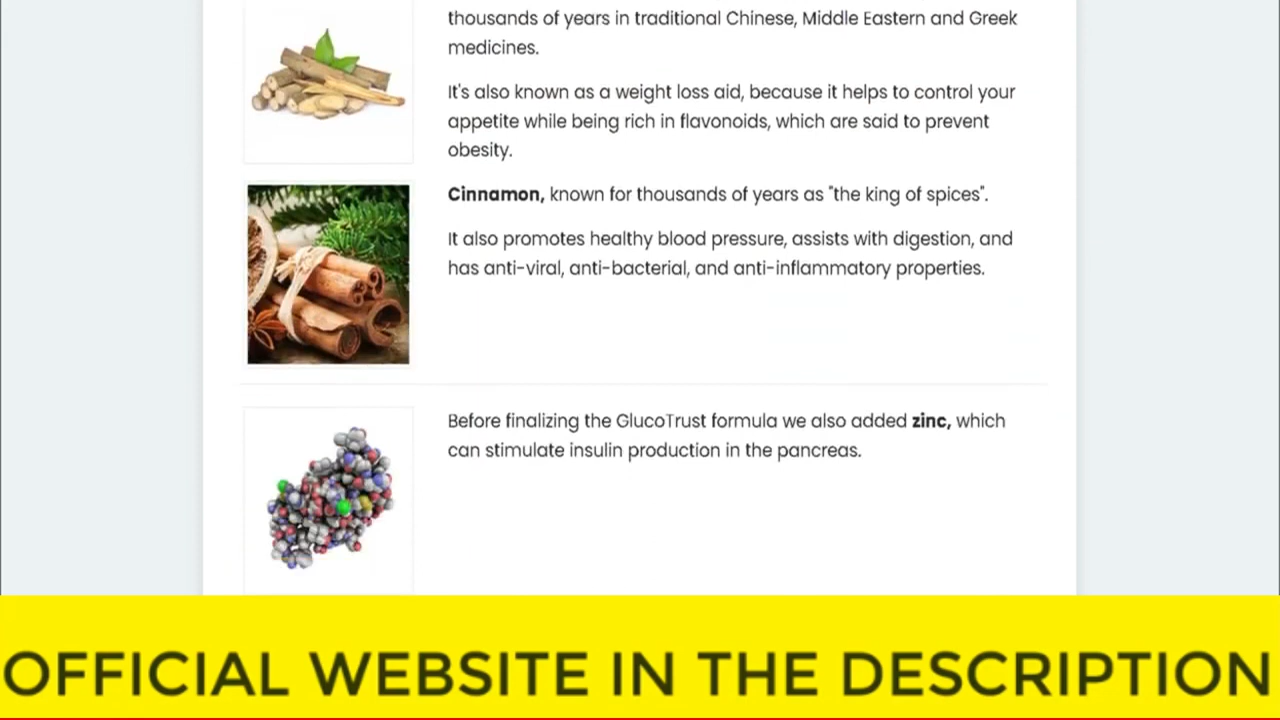 thousands of years in traditional Chinese, Middle Eastern and Greek
medicines.
It's also known as a weight loss aid, because it helps to control your
appetite while being rich in flavonoids, which are said to prevent
obesity.
Cinnamon, known for thousands of years as "the king of spices".
It also promotes healthy blood pressure, assists with digestion, and
has anti-viral, anti-bacterial, and anti-inflammatory properties.
Before finalizing the GlucoTrust formula we also added zinc, which
can stimulate insulin production in the pancreas.
OFFICIAL WEBSITE IN THE DESCRIPTION